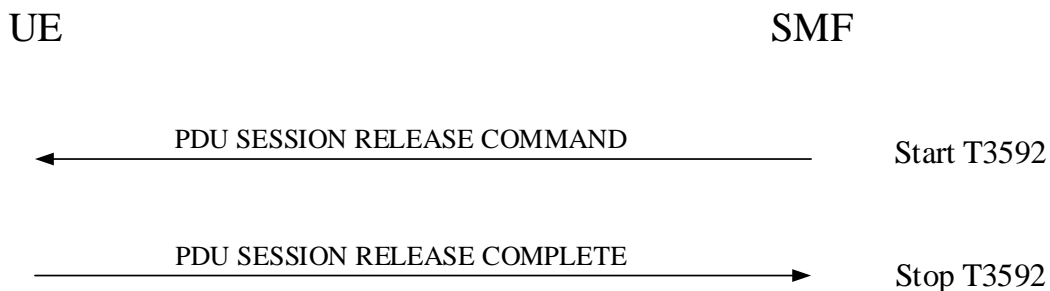 UE SMF
PDU SESSION RELEASE COMMAND
Start T3592
PDU SESSION RELEASE COMPLETE
Stop T3592